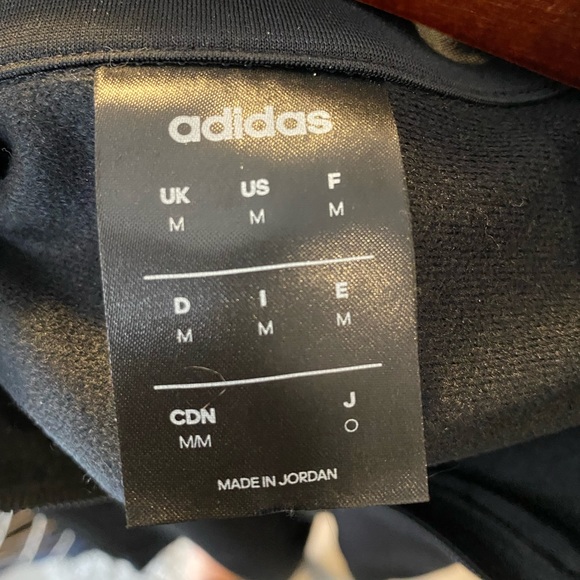 adidas
UK US F
M M M
D I E
M M M
CDN J
M/M O
MADE IN JORDAN